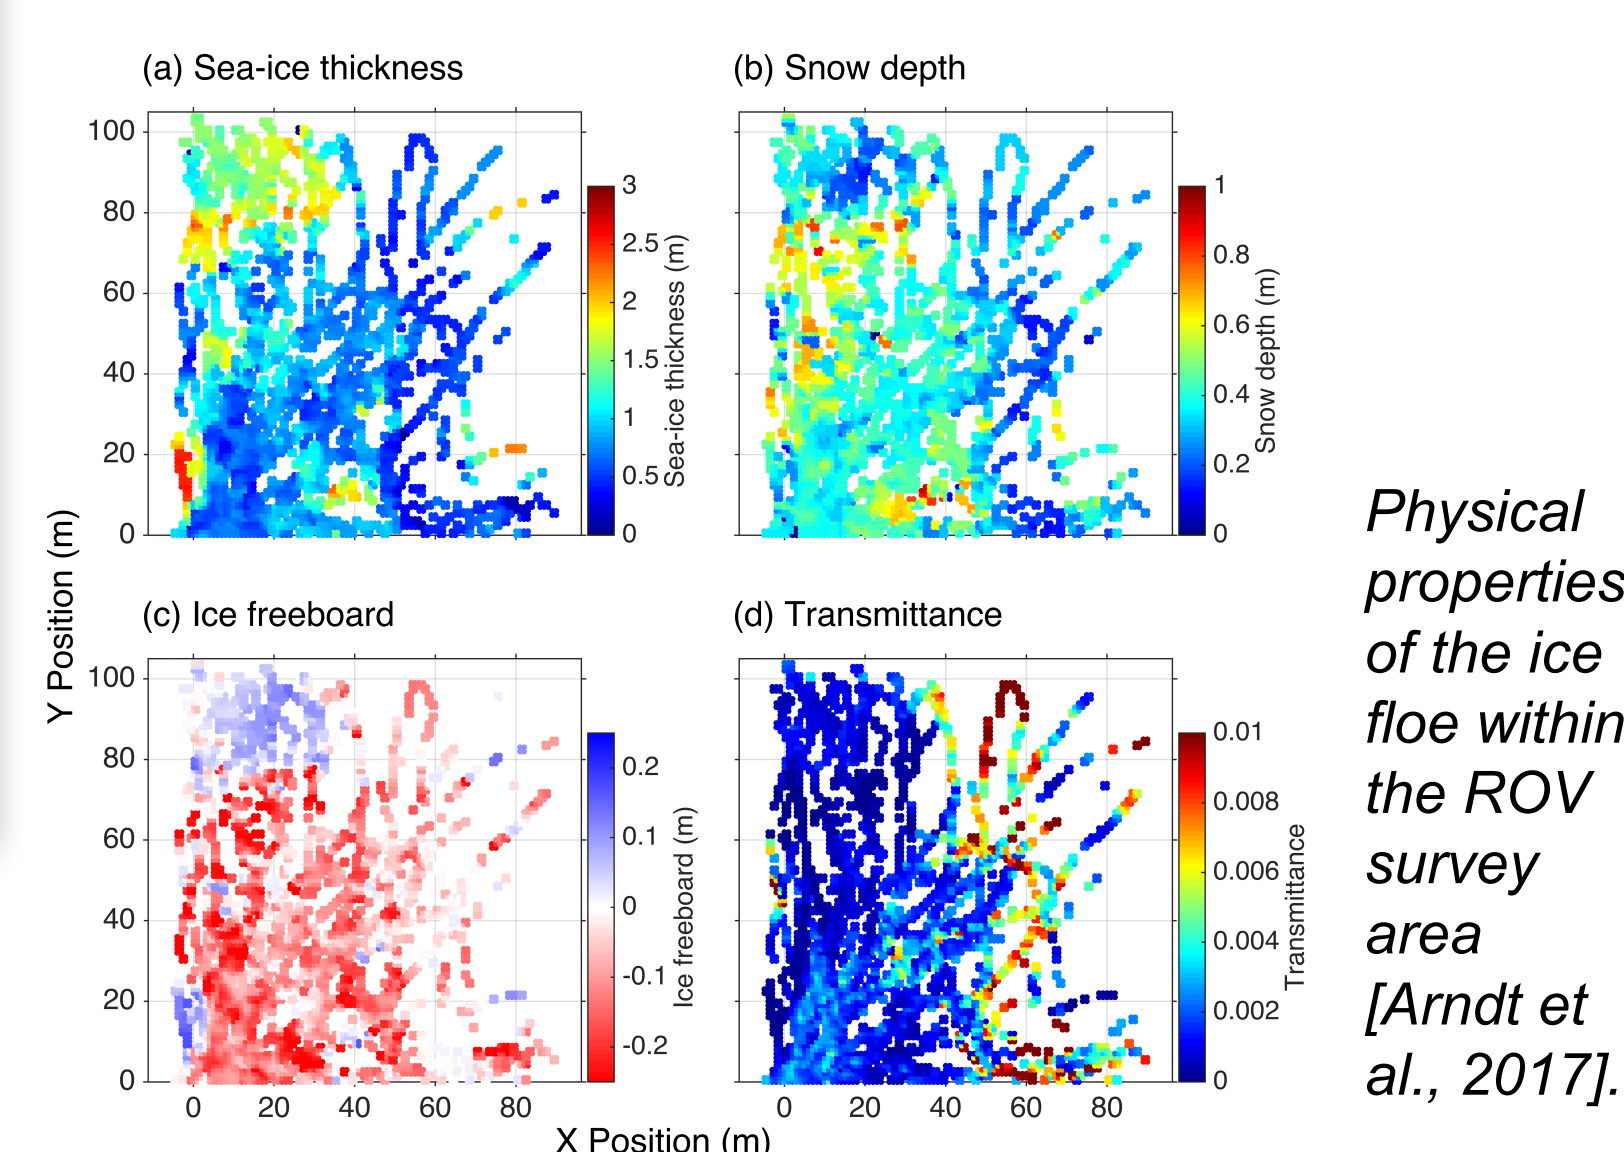 (a) Sea-ice thickness
(b) Snow depth
100
80
60
40
20
0
3
2.5
2
1.5
1
0.5
0
Sea-ice thickness (m)
1
0.8
0.6
0.4
0.2
0
Snow depth (m)
Y Position (m)
(c) Ice freeboard
(d) Transmittance
100
80
60
40
20
0
0 20 40 60 80
0.2
0.1
0
-0.1
-0.2
Ice freeboard (m)
0 20 40 60 80
0.01
0.008
0.006
0.004
0.002
0
Transmittance
X Position (m)
Physical
properties
of the ice
floe within
the ROV
survey
area
[Arndt et
al., 2017].